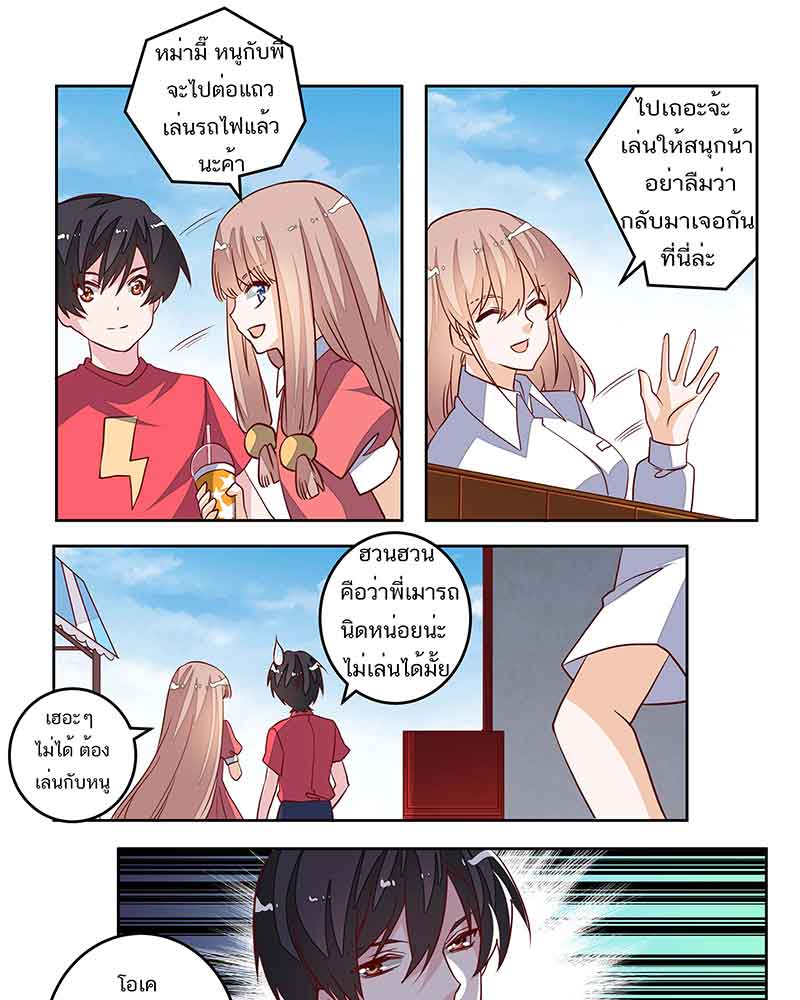 หม่ามี๊ หนูกับพี่
จะไปต่อแถว
เล่นรถไฟแล้ว
นะค้า
ไปเถอะจ้ะ
เล่นให้สนุกน้า
อย่าลืมว่า
กลับมาเจอกัน
ที่นี่ล่ะ
ฮวนฮวน
คือว่าพี่เมารถ
นิดหน่อยน่ะ
ไม่เล่นได้มั้ย
เฮอะๆ
ไม่ได้ ต้อง
เล่นกับหนู
โอเค